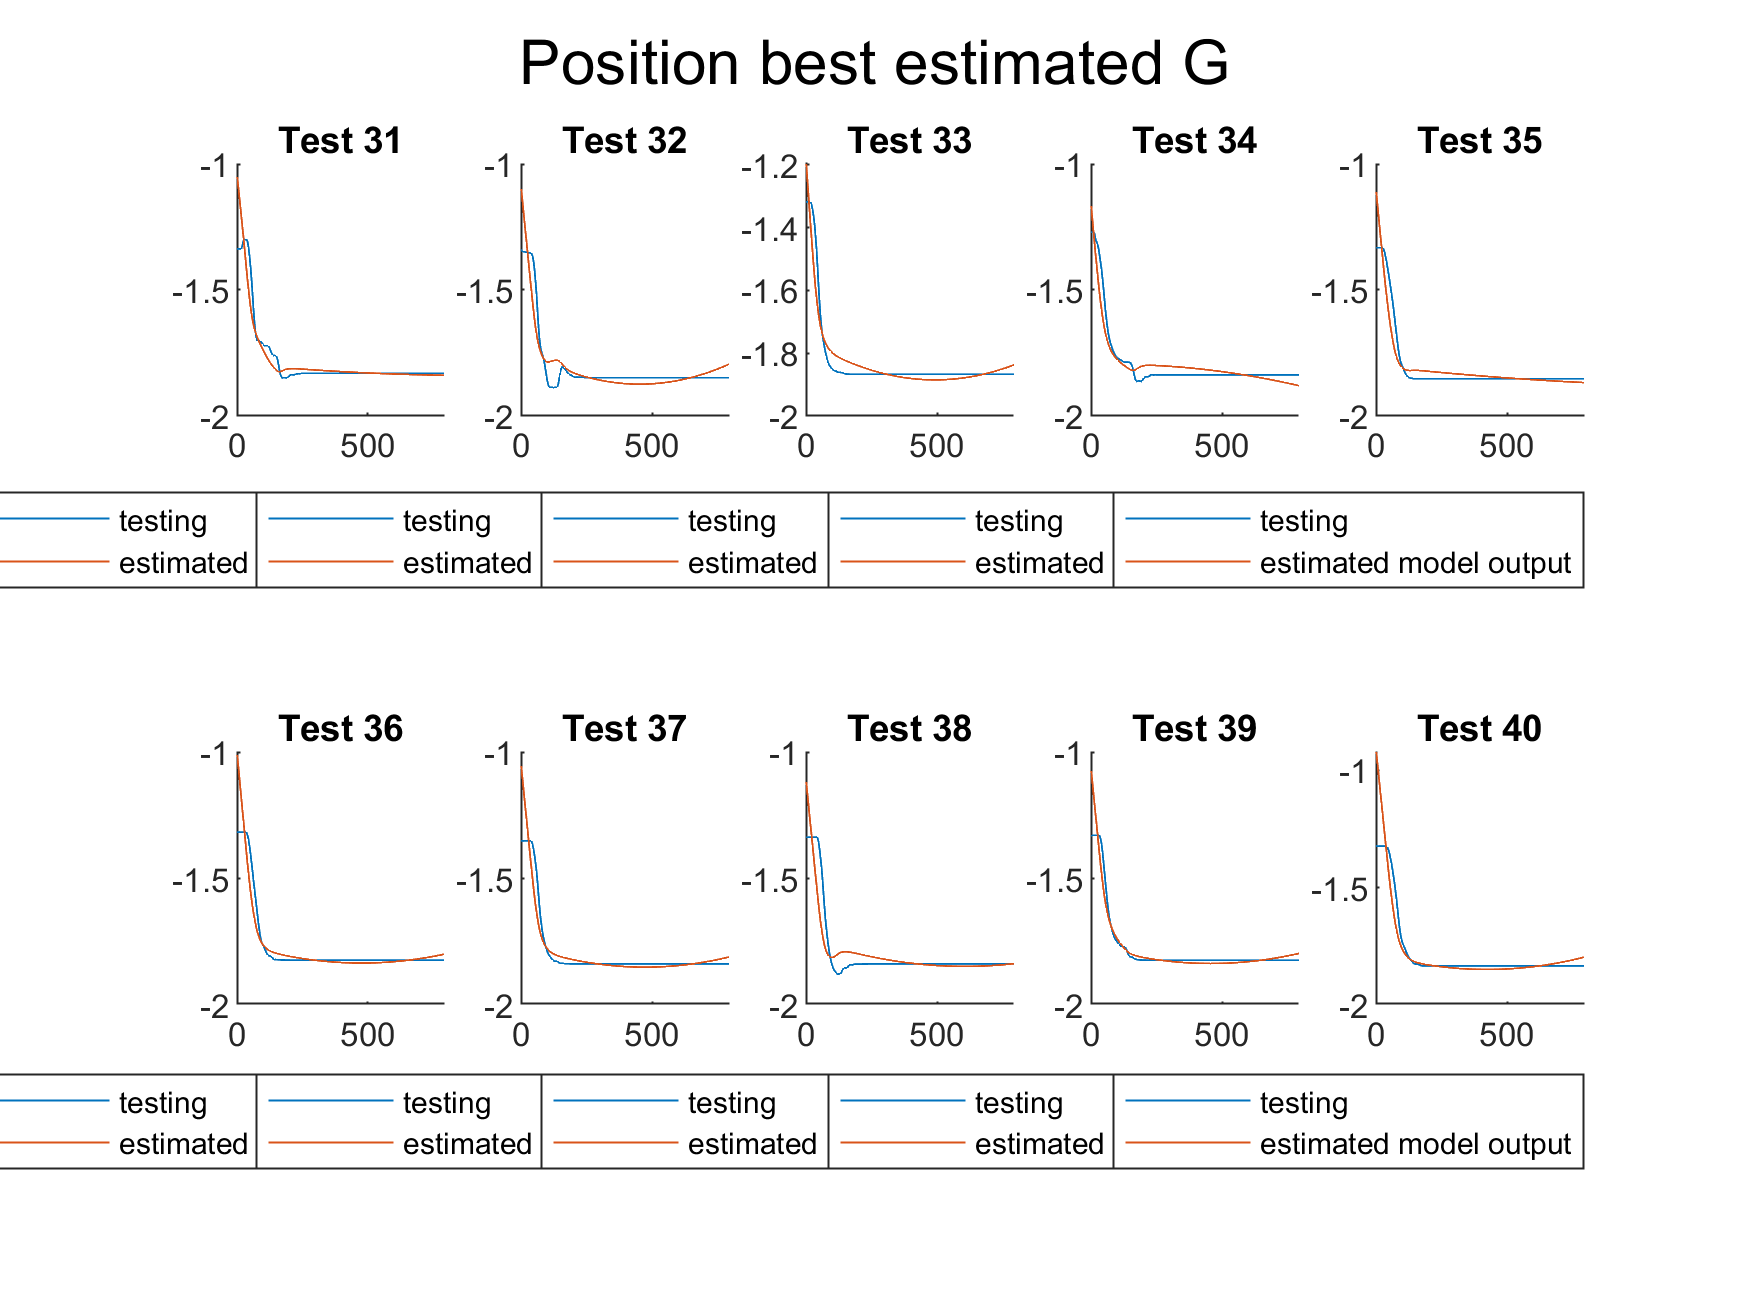 Position best estimated G
Test 31 Test 32 Test 33 Test 34 Test 35
-1 -1 -1.2 -1 -1
-1.4
-1.5 -1.5 -1.6 -1.5 -1.5
-1.8
-2 -2 -2 -2 -2
0 500 0 500 0 500 0 500 0 500
testing testing testing testing testing
estimated estimated estimated estimated estimated model output
Test 36 Test 37 Test 38 Test 39 Test 40
-1 -1 -1 -1 -1
-1.5 -1.5 -1.5 -1.5 -1.5
-2 -2 -2 -2 -2
0 500 0 500 0 500 0 500 0 500
testing testing testing testing testing
estimated estimated estimated estimated estimated model output